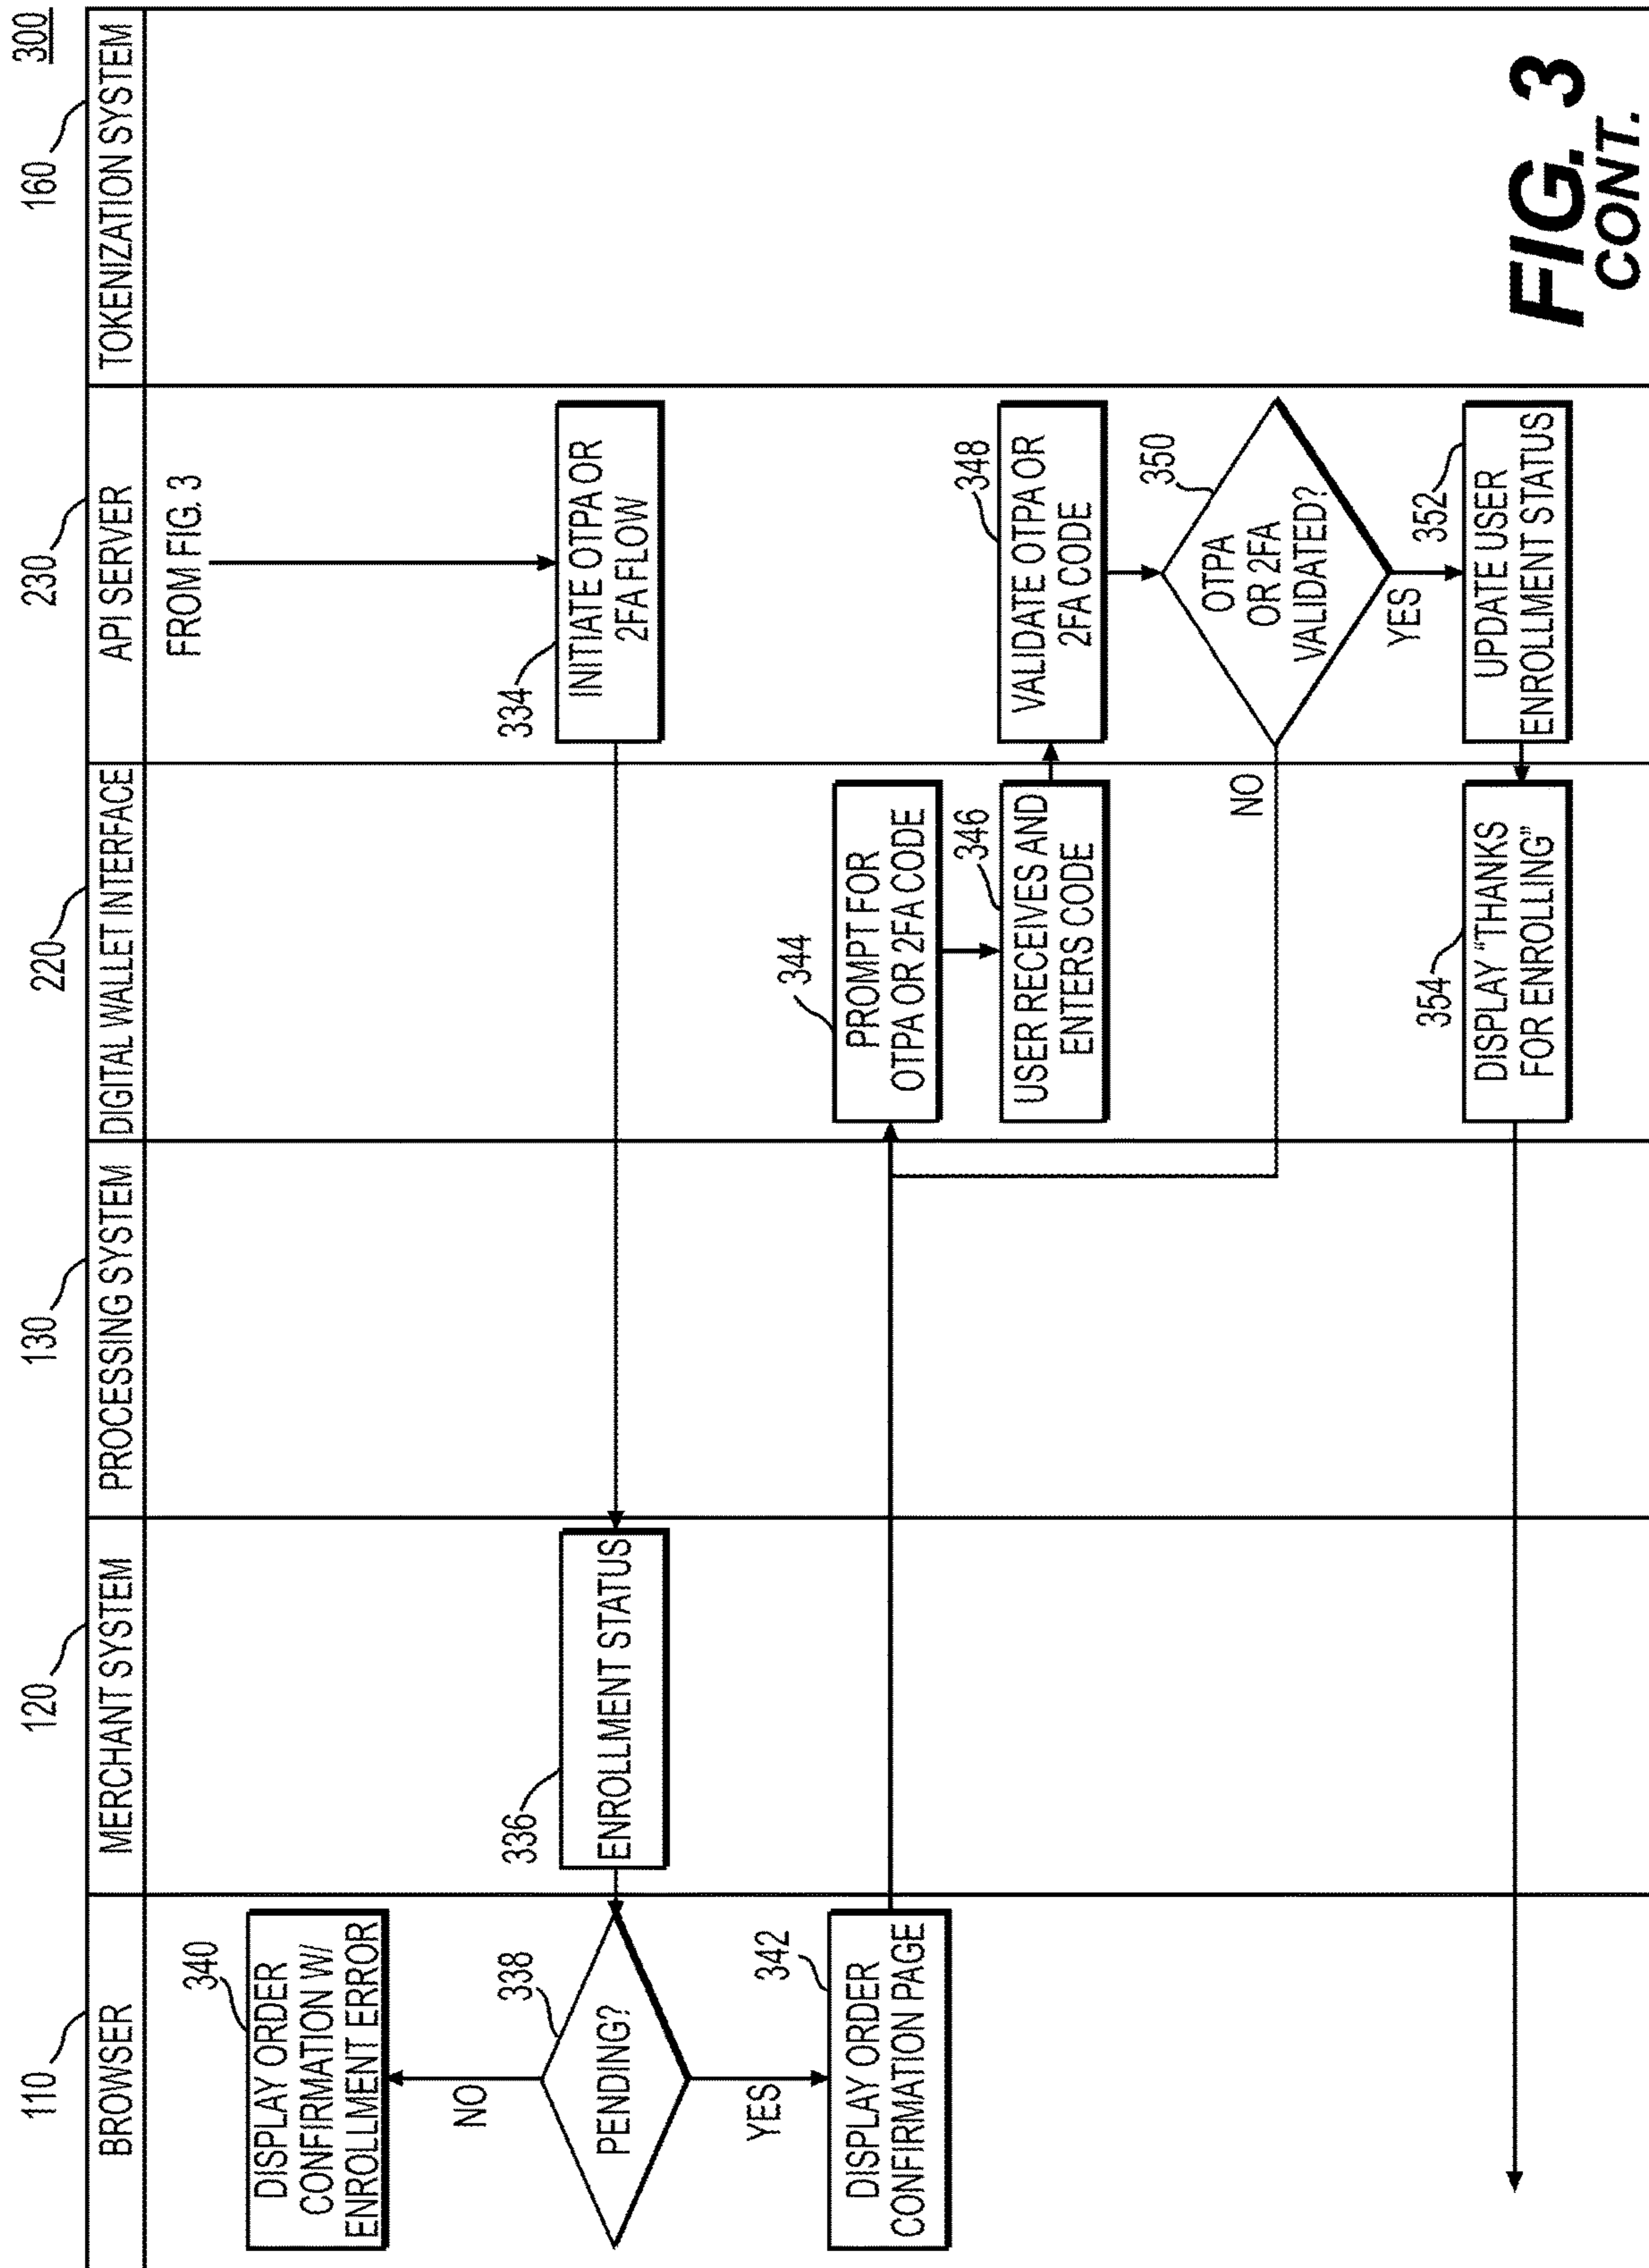 300
110
120
130
220
230
160
BROWSER
MERCHANT SYSTEM
PROCESSING SYSTEM
DIGITAL WALLET INTERFACE
API SERVER
TOKENIZATION SYSTEM
FROM FIG. 3
340
DISPLAY ORDER
CONFIRMATION W/
ENROLLMENT ERROR
NO
338
PENDING?
YES
336
ENROLLMENT STATUS
334
INITIATE OTPA OR
2FA FLOW
342
DISPLAY ORDER
CONFIRMATION PAGE
344
PROMPT FOR
OTPA OR 2FA CODE
346
USER RECEIVES AND
ENTERS CODE
348
VALIDATE OTPA OR
2FA CODE
350
OTPA
OR 2FA
VALIDATED?
NO
YES
352
UPDATE USER
ENROLLMENT STATUS
354
DISPLAY “THANKS
FOR ENROLLING”
FIG. 3
CONT.